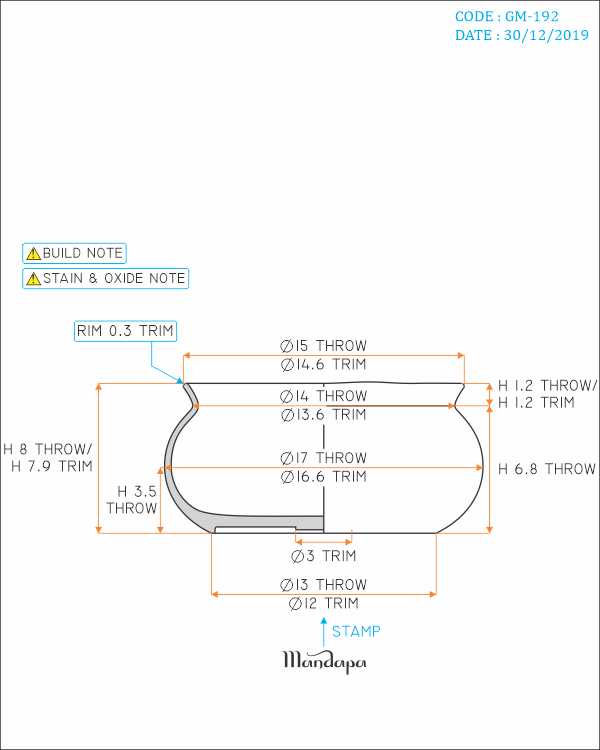 CODE : GM-192
DATE : 30/12/2019
BUILD NOTE
STAIN & OXIDE NOTE
RIM 0.3 TRIM
Ø15 THROW
Ø14.6 TRIM
H 1.2 THROW/
H 1.2 TRIM
Ø14 THROW
Ø13.6 TRIM
H 8 THROW/
H 7.9 TRIM
Ø17 THROW
Ø16.6 TRIM
H 6.8 THROW
H 3.5
THROW
Ø3 TRIM
Ø13 THROW
Ø12 TRIM
STAMP
Mandapa